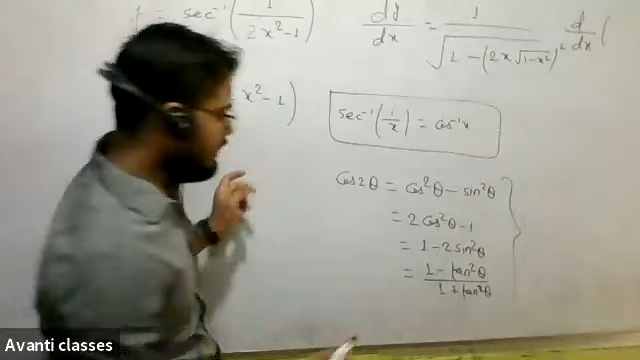 y = sec⁻¹(1/(2x²-1))
dy/dx = 1/√(1-(2x√(1-x²))²) d/dx (
x²-1)
sec⁻¹(1/x) = cos⁻¹x
Cos2θ = Cos²θ - sin²θ
= 2Cos²θ-1
= 1-2sin²θ
= (1-tan²θ)/(1+tan²θ)
Avanti classes